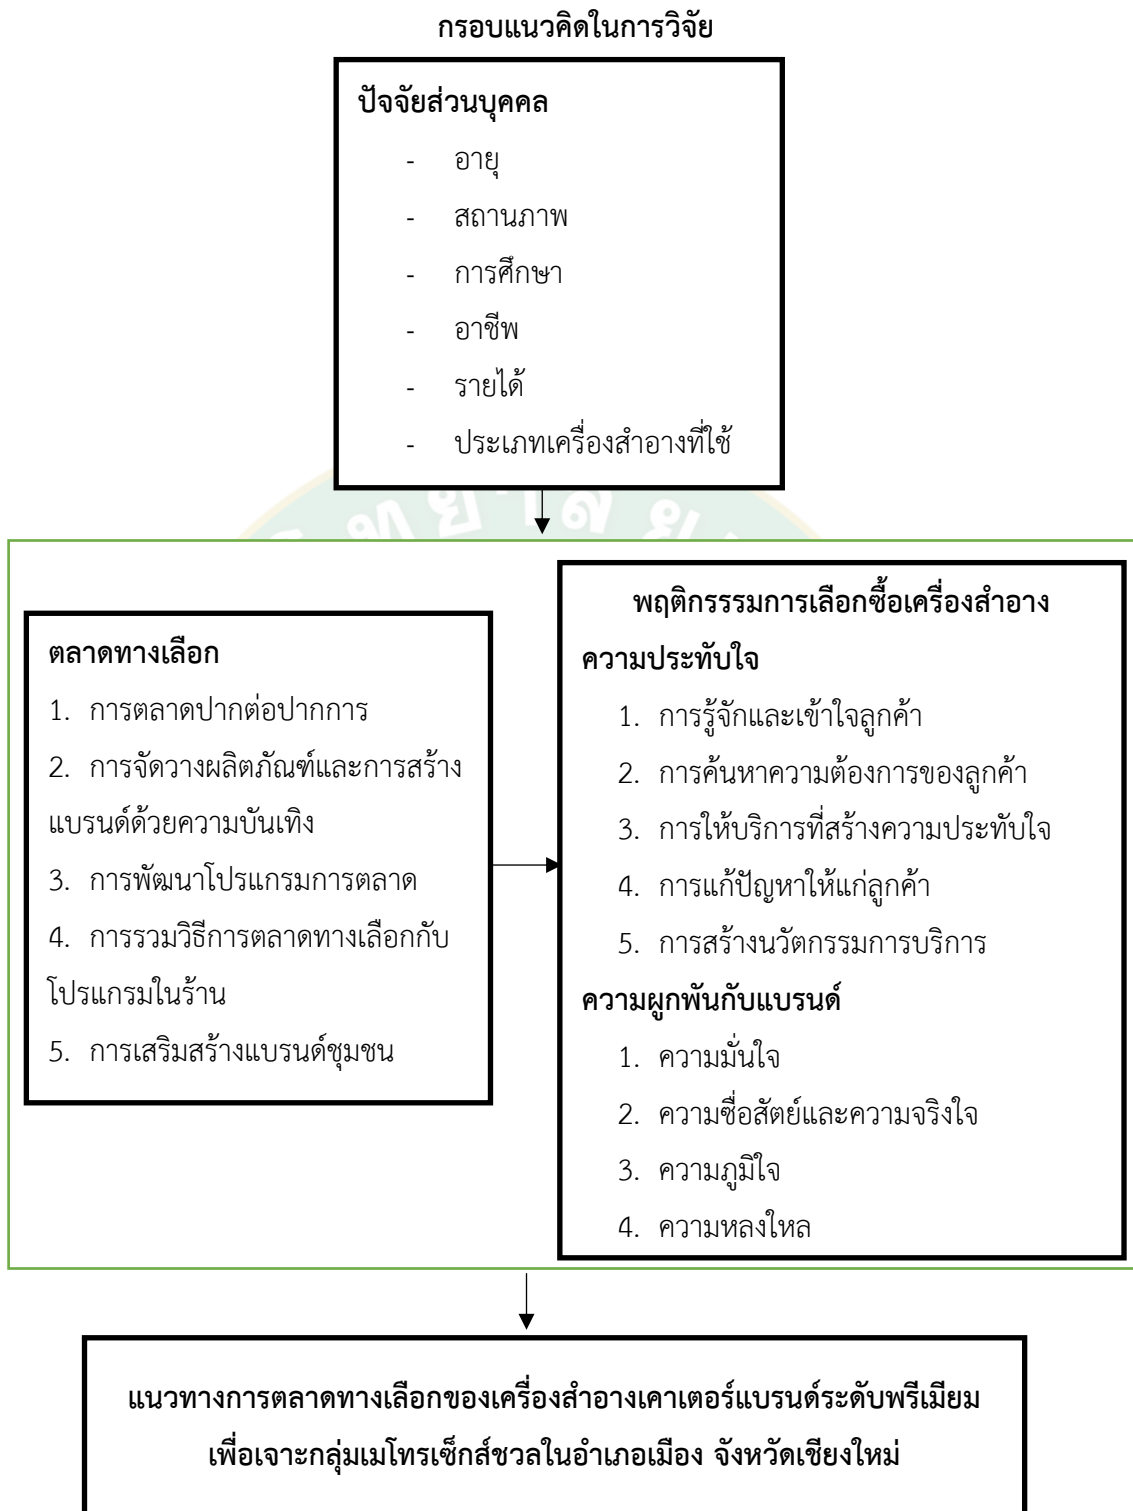 กรอบแนวคิดในการวิจัย
ปัจจัยส่วนบุคคล
- อายุ
- สถานภาพ
- การศึกษา
- อาชีพ
- รายได้
- ประเภทเครื่องสำอางที่ใช้
ตลาดทางเลือก
1. การตลาดปากต่อปากการ
2. การจัดวางผลิตภัณฑ์และการสร้าง
แบรนด์ด้วยความบันเทิง
3. การพัฒนาโปรแกรมการตลาด
4. การรวมวิธีการตลาดทางเลือกกับ
โปรแกรมในร้าน
5. การเสริมสร้างแบรนด์ชุมชน
พฤติกรรรมการเลือกซื้อเครื่องสำอาง
ความประทับใจ
1. การรู้จักและเข้าใจลูกค้า
2. การค้นหาความต้องการของลูกค้า
3. การให้บริการที่สร้างความประทับใจ
4. การแก้ปัญหาให้แก่ลูกค้า
5. การสร้างนวัตกรรมการบริการ
ความผูกพันกับแบรนด์
1. ความมั่นใจ
2. ความซื่อสัตย์และความจริงใจ
3. ความภูมิใจ
4. ความหลงใหล
แนวทางการตลาดทางเลือกของเครื่องสำอางเคาเตอร์แบรนด์ระดับพรีเมียม
เพื่อเจาะกลุ่มเมโทรเซ็กส์ชวลในอำเภอเมือง จังหวัดเชียงใหม่